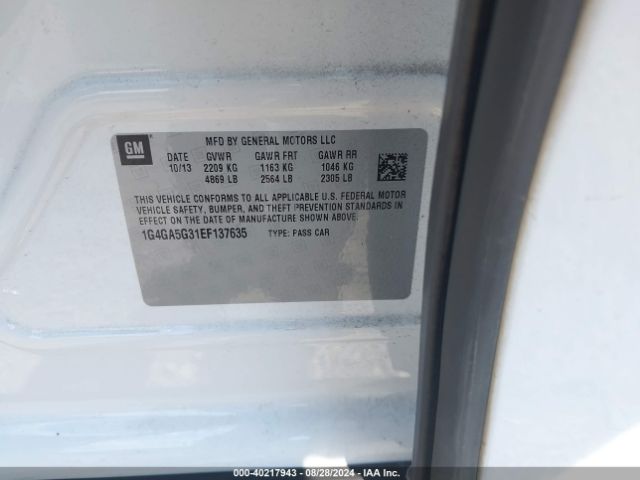 GM
MFD BY GENERAL MOTORS LLC
DATE GVWR GAWR FRT GAWR RR
10/13 2209 KG 1163 KG 1046 KG
4869 LB 2564 LB 2305 LB
THIS VEHICLE CONFORMS TO ALL APPLICABLE U.S. FEDERAL MOTOR
VEHICLE SAFETY, BUMPER, AND THEFT PREVENTION STANDARDS IN
EFFECT ON THE DATE OF MANUFACTURE SHOWN ABOVE.
1G4GA5G31EF137635 TYPE: PASS CAR
000-40217943 - 08/28/2024 - IAA Inc.